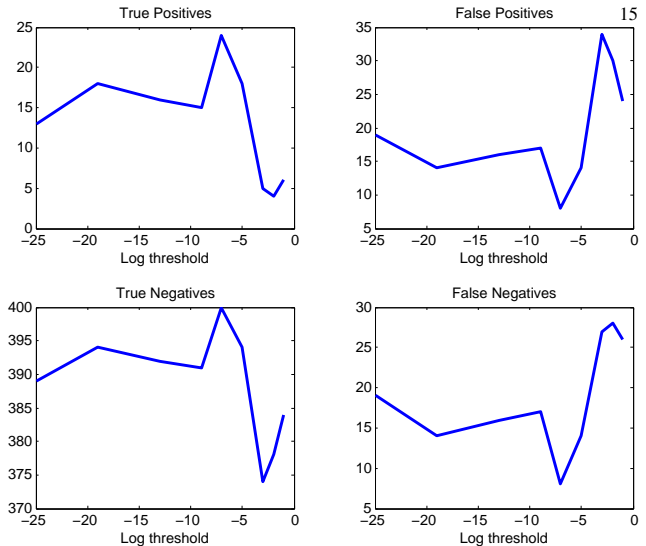 True Positives
False Positives
15
25
20
15
10
5
0
−25 −20 −15 −10 −5 0
Log threshold
35
30
25
20
15
10
5
−25 −20 −15 −10 −5 0
Log threshold
True Negatives
False Negatives
400
395
390
385
380
375
370
−25 −20 −15 −10 −5 0
Log threshold
30
25
20
15
10
5
−25 −20 −15 −10 −5 0
Log threshold